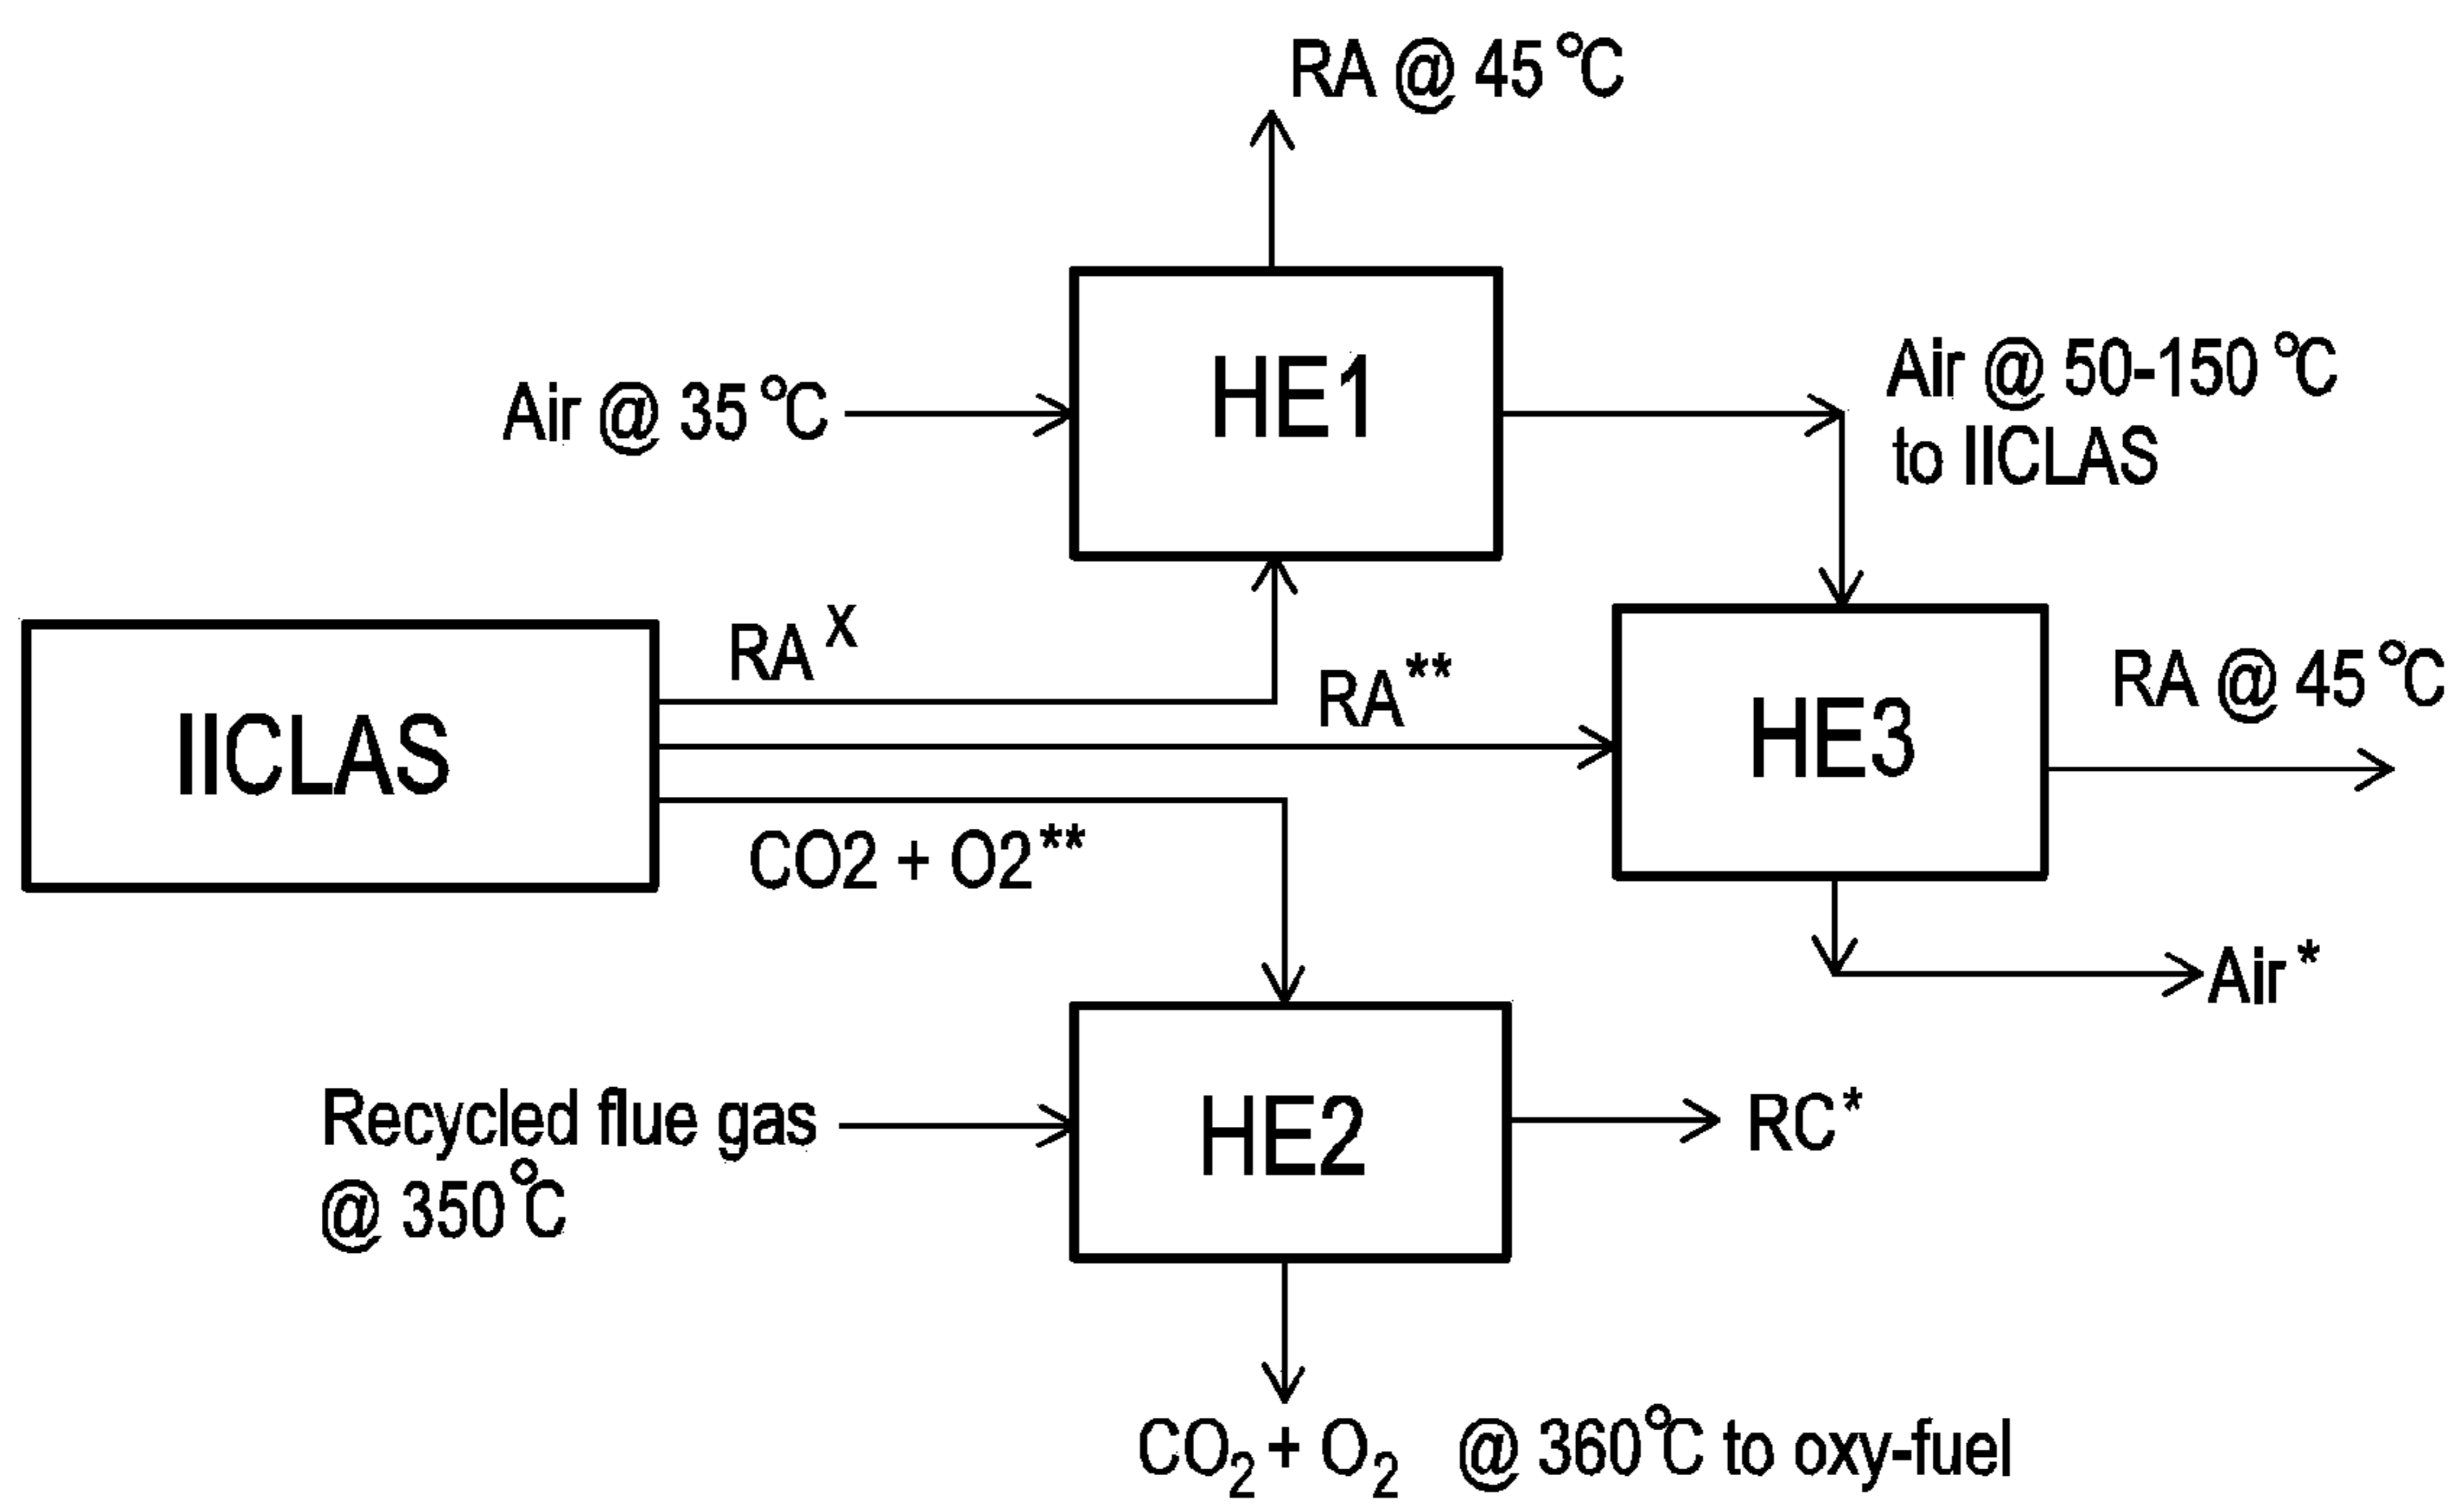 RA @ 45 °C
Air @ 35 °C
HE1
Air @ 50-150 °C
to IICLAS
RA^X
RA**
IICLAS
HE3
RA @ 45 °C
CO2 + O2**
Air*
Recycled flue gas
@ 350 °C
HE2
RC*
CO₂ + O₂ @ 360°C to oxy-fuel